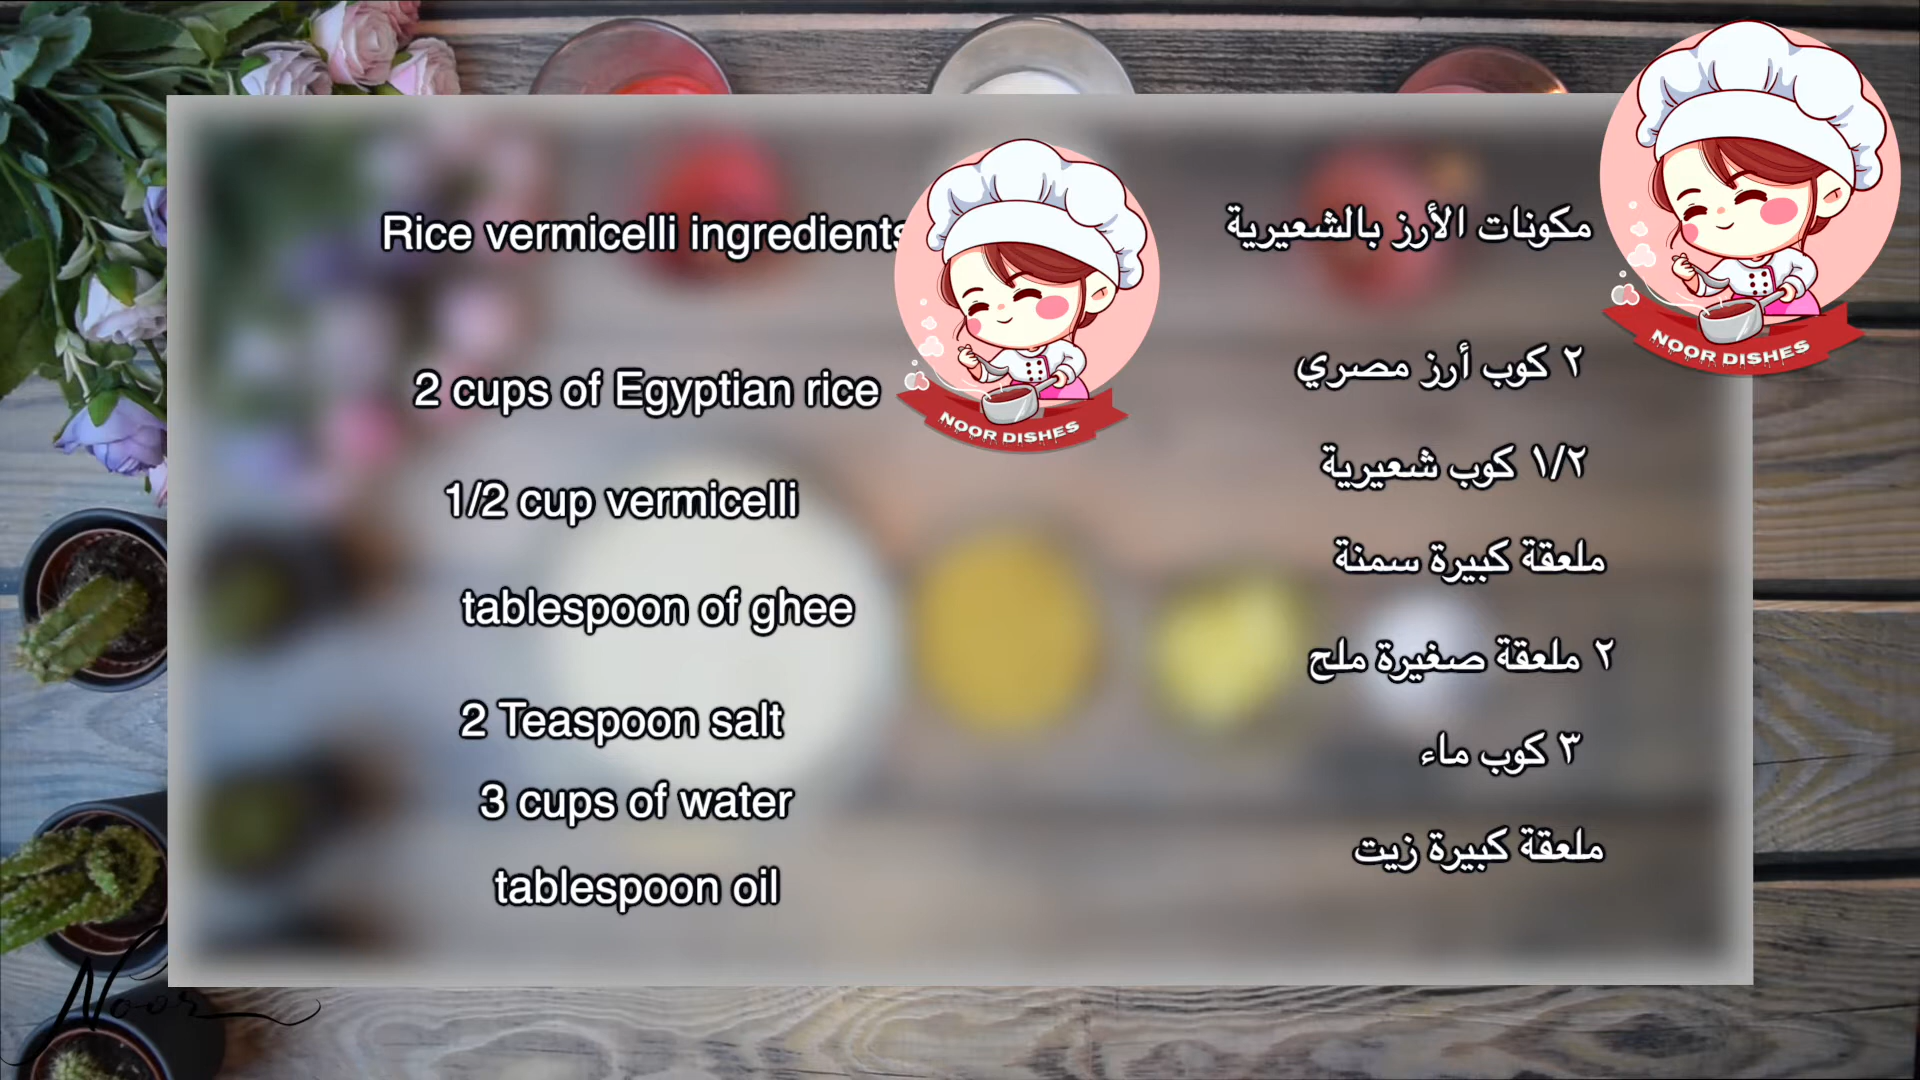 Rice vermicelli ingredients
2 cups of Egyptian rice
1/2 cup vermicelli
tablespoon of ghee
2 Teaspoon salt
3 cups of water
tablespoon oil
مكونات الأرز بالشعيرية
٢ كوب أرز مصري
١/٢ كوب شعيرية
ملعقة كبيرة سمنة
٢ ملعقة صغيرة ملح
٣ كوب ماء
ملعقة كبيرة زيت
NOOR DISHES
NOOR DISHES
Noor